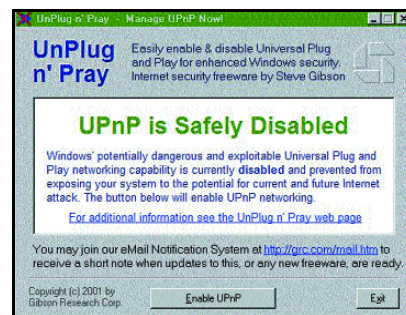 UnPlug n' Pray - Manage UPnP Now!
UnPlug
n' Pray
Easily enable & disable Universal Plug
and Play for enhanced Windows security.
Internet security freeware by Steve Gibson
UPnP is Safely Disabled
Windows' potentially dangerous and exploitable Universal Plug and
Play networking capability is currently disabled and prevented from
exposing your system to the potential for current and future Internet
attack. The button below will enable UPnP networking.
For additional information see the UnPlug n' Pray web page
You may join our eMail Notification System at http://grc.com/mail.htm to
receive a short note when updates to this, or any new freeware, are ready.
Copyright (c) 2001 by
Gibson Research Corp.
Enable UPnP
Exit